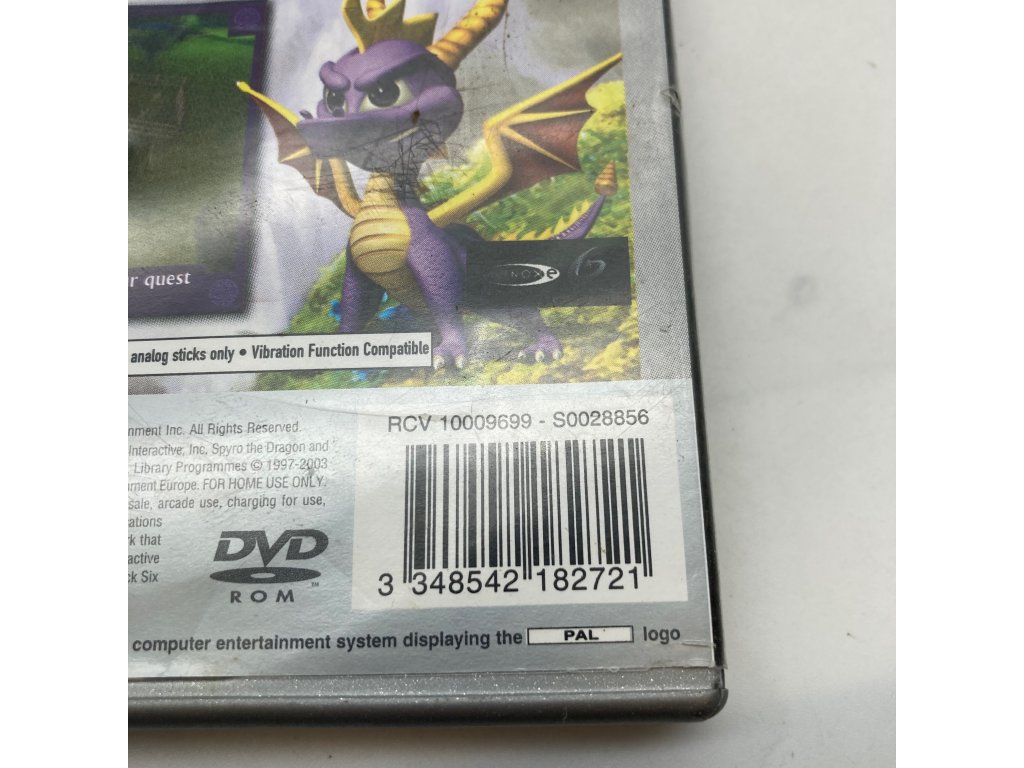 r quest
analog sticks only • Vibration Function Compatible
nment Inc. All Rights Reserved.
Interactive, Inc. Spyro the Dragon and
Library Programmes © 1997-2003
ment Europe. FOR HOME USE ONLY.
sale, arcade use, charging for use,
ations
rk that
active
ck Six
DVD
ROM
RCV 10009699 - S0028856
3 348542 182721
computer entertainment system displaying the PAL logo